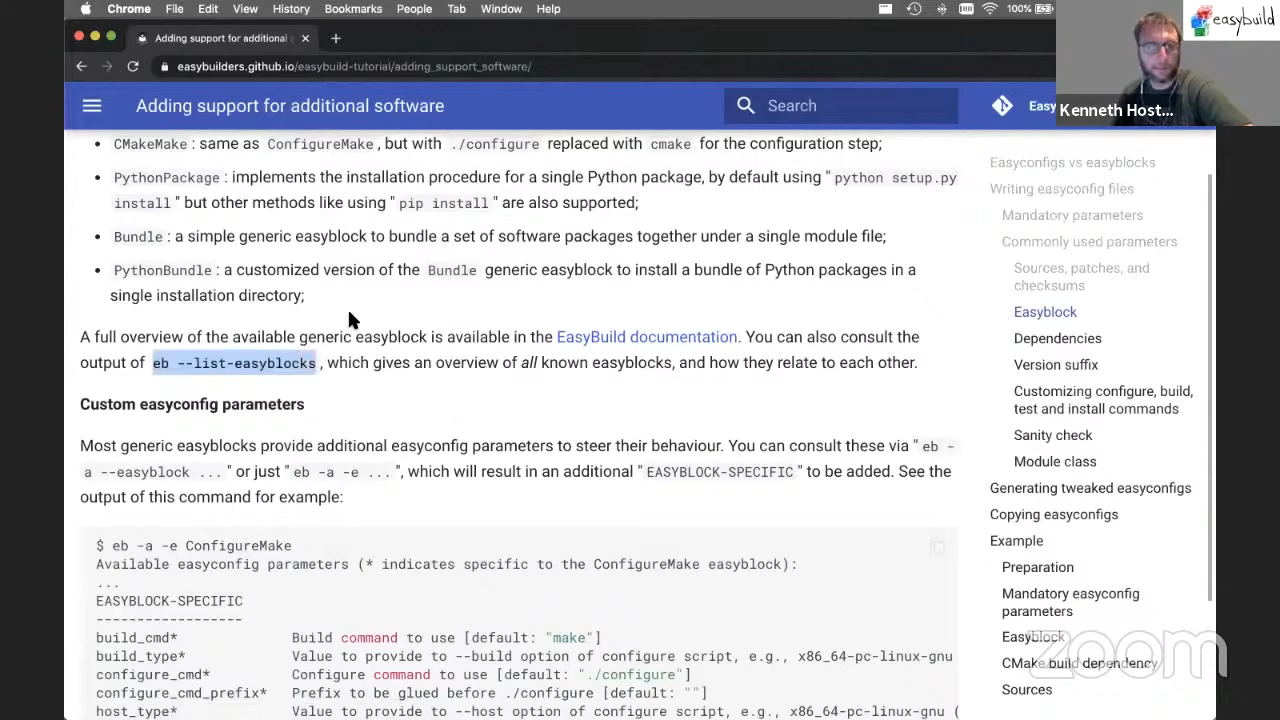 Chrome File Edit View History Bookmarks People Tab Window Help 100%
Adding support for additional
easybuilders.github.io/easybuild-tutorial/adding_support_software/
easybuild
Kenneth Host...
Adding support for additional software
Search
Easy
CMakeMake : same as ConfigureMake , but with ./configure replaced with cmake for the configuration step;
PythonPackage : implements the installation procedure for a single Python package, by default using " python setup.py
install " but other methods like using " pip install " are also supported;
Bundle : a simple generic easyblock to bundle a set of software packages together under a single module file;
PythonBundle : a customized version of the Bundle generic easyblock to install a bundle of Python packages in a
single installation directory;
A full overview of the available generic easyblock is available in the EasyBuild documentation. You can also consult the
output of eb --list-easyblocks , which gives an overview of all known easyblocks, and how they relate to each other.
Custom easyconfig parameters
Most generic easyblocks provide additional easyconfig parameters to steer their behaviour. You can consult these via " eb -
a --easyblock ... " or just " eb -a -e ... ", which will result in an additional " EASYBLOCK-SPECIFIC " to be added. See the
output of this command for example:
$ eb -a -e ConfigureMake
Available easyconfig parameters (* indicates specific to the ConfigureMake easyblock):
...
EASYBLOCK-SPECIFIC
------------------
build_cmd* Build command to use [default: "make"]
build_type* Value to provide to --build option of configure script, e.g., x86_64-pc-linux-gnu
configure_cmd* Configure command to use [default: "./configure"]
configure_cmd_prefix* Prefix to be glued before ./configure [default: ""]
host_type* Value to provide to --host option of configure script, e.g., x86_64-pc-linux-gnu (
Easyconfigs vs easyblocks
Writing easyconfig files
Mandatory parameters
Commonly used parameters
Sources, patches, and
checksums
Easyblock
Dependencies
Version suffix
Customizing configure, build,
test and install commands
Sanity check
Module class
Generating tweaked easyconfigs
Copying easyconfigs
Example
Preparation
Mandatory easyconfig
parameters
Easyblock
CMake build dependency
Sources
zoom